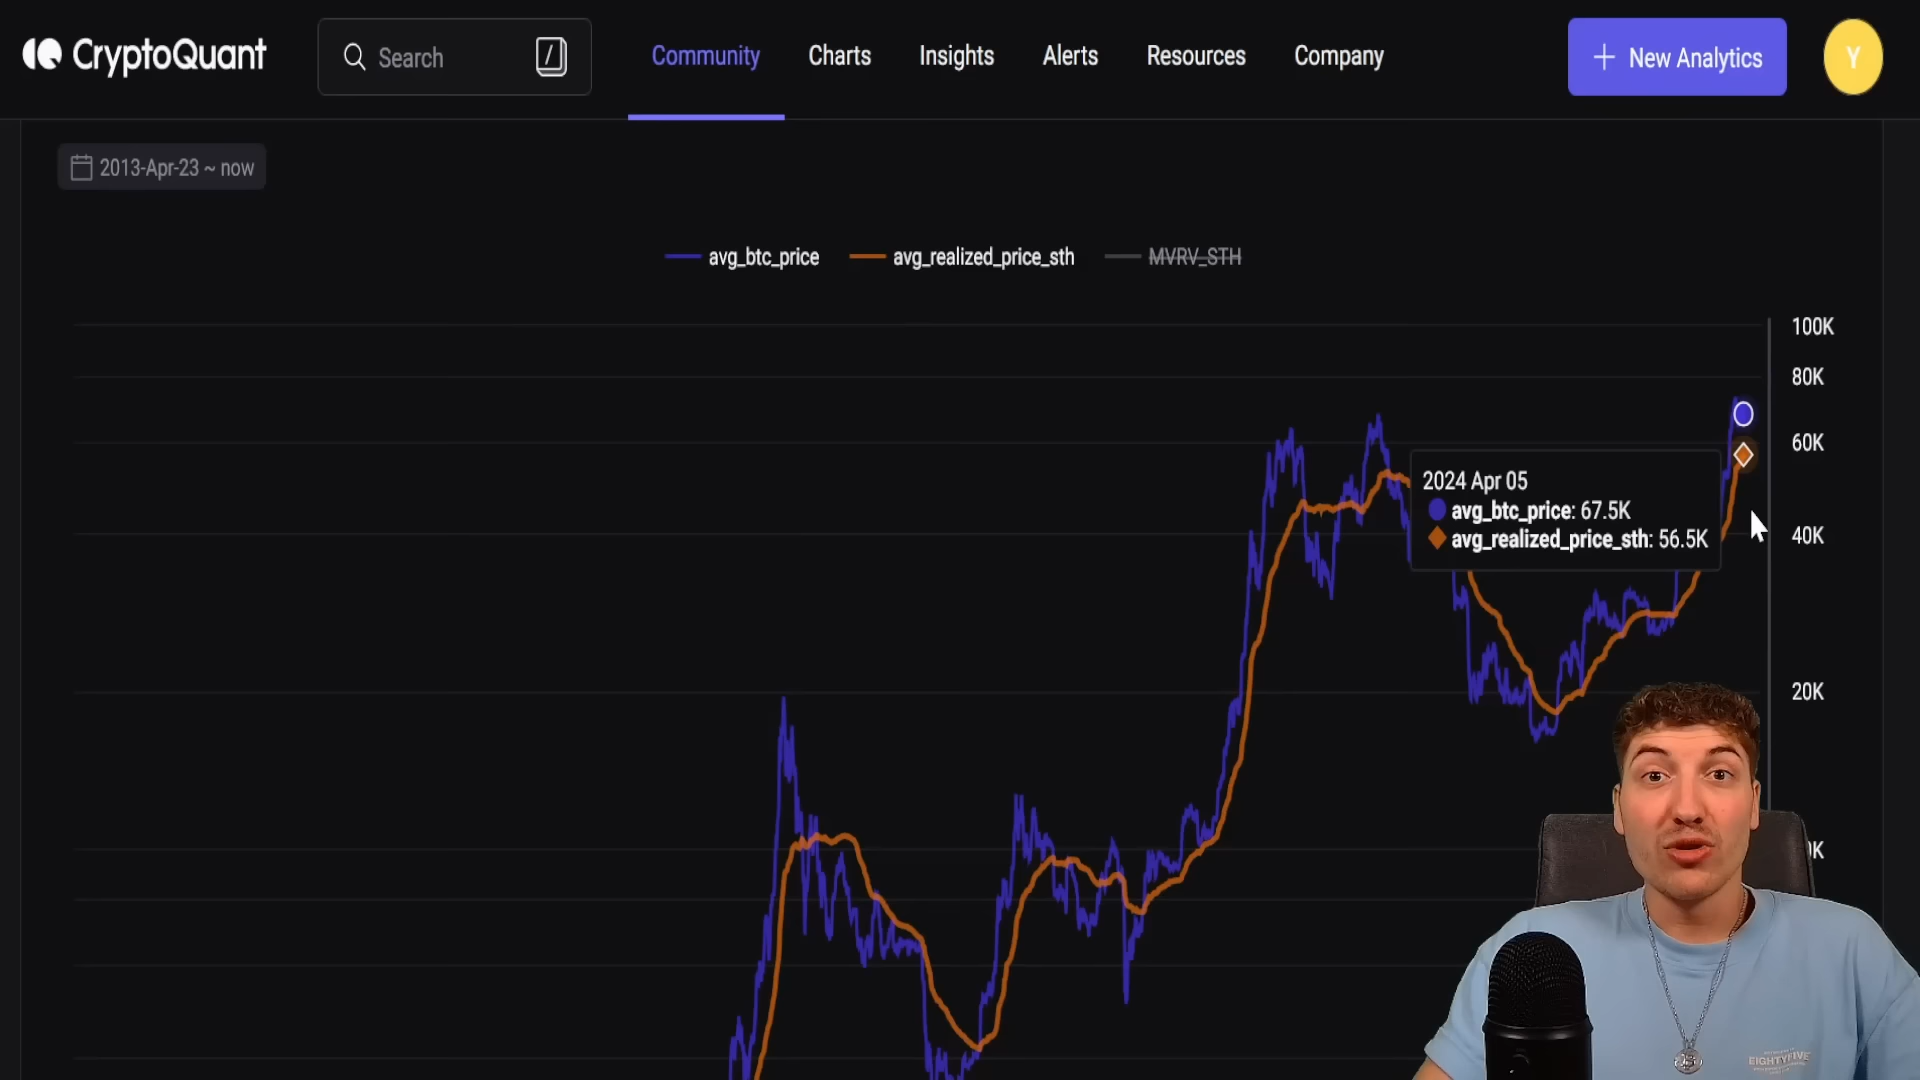 CryptoQuant
Search /
Community Charts Insights Alerts Resources Company
+ New Analytics
Y
2013-Apr-23 ~ now
avg_btc_price avg_realized_price_sth MVRV_STH
100K
80K
60K
2024 Apr 05
avg_btc_price: 67.5K
avg_realized_price_sth: 56.5K
40K
20K
EIGHTYFIVE